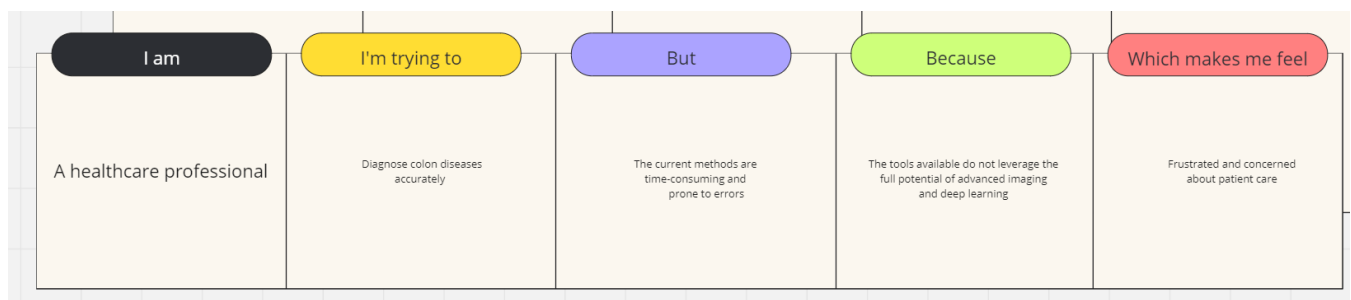 I am
I'm trying to
But
Because
Which makes me feel
A healthcare professional
Diagnose colon diseases
accurately
The current methods are
time-consuming and
prone to errors
The tools available do not leverage the
full potential of advanced imaging
and deep learning
Frustrated and concerned
about patient care